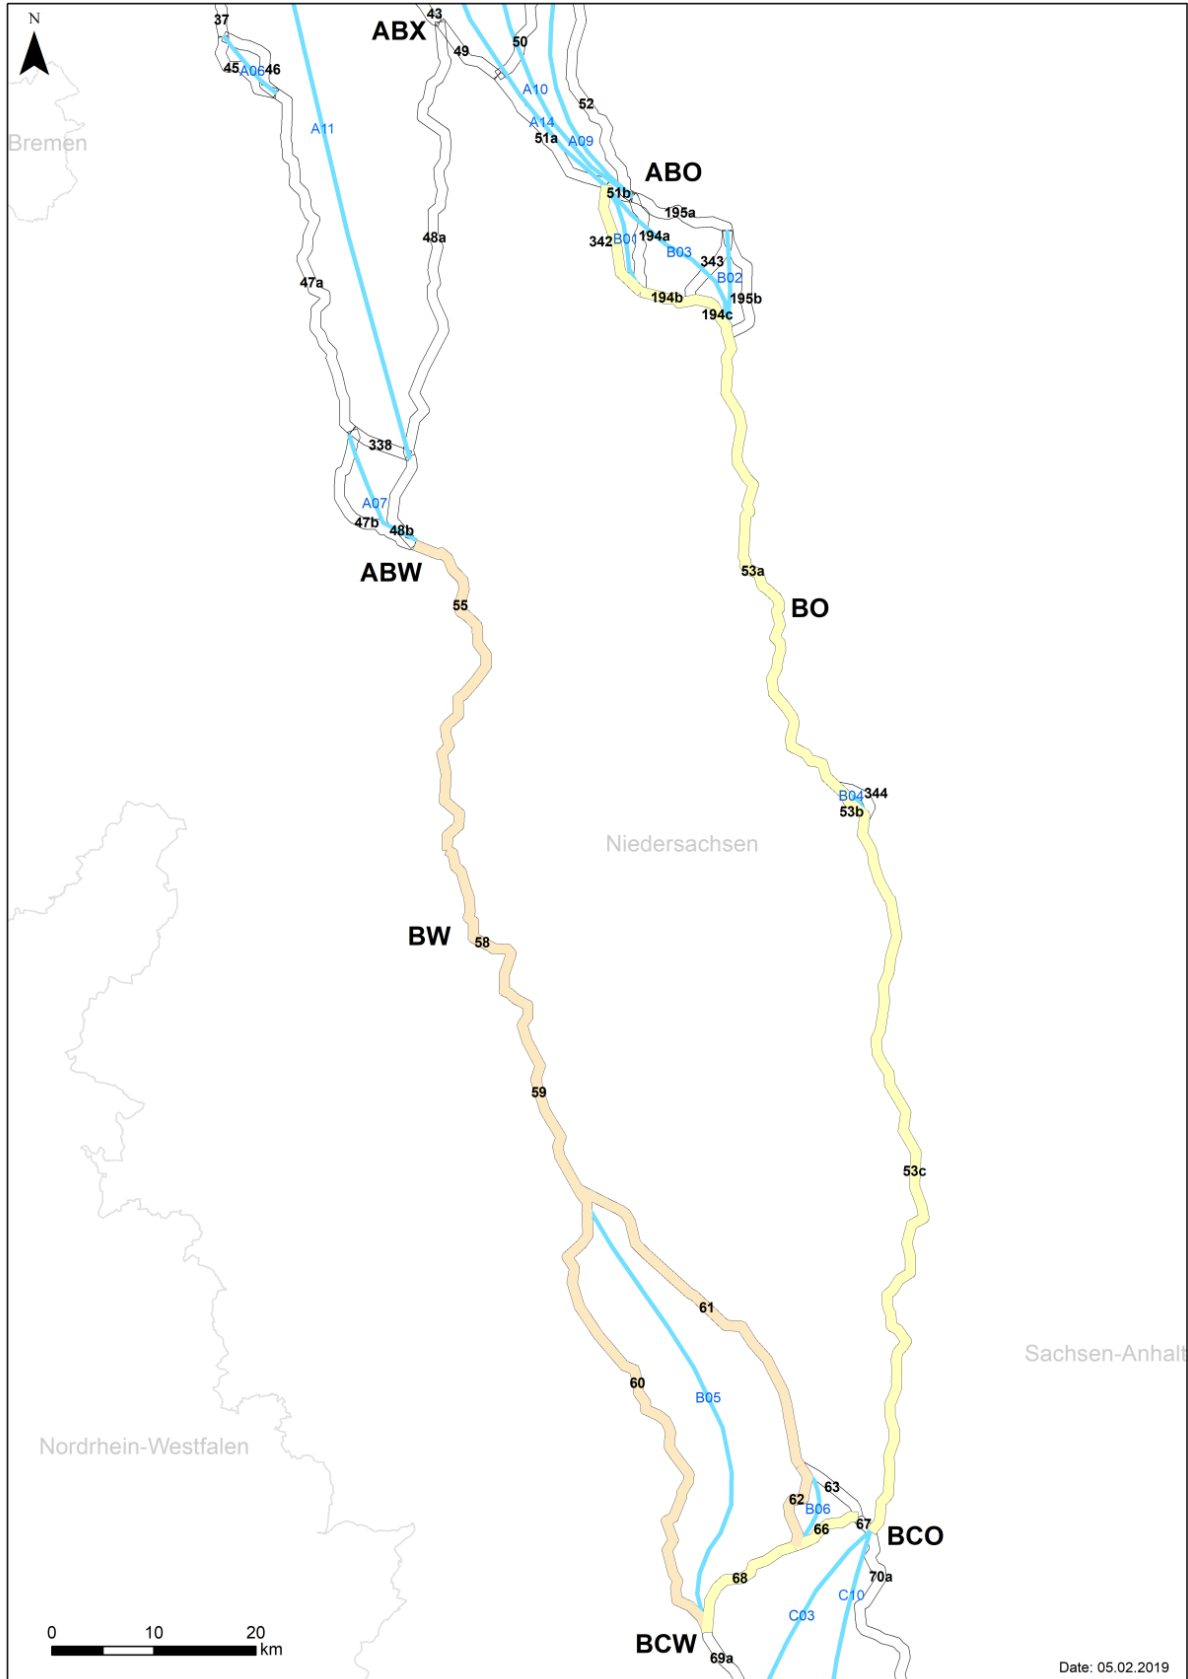 N
37
43
ABX
50
49
45
A06
46
A10
52
A11
A14
51a
A09
Bremen
ABO
51b
195a
48a
342
B01
194a
B03
343
B02
47a
194b
195b
194c
338
A07
47b
48b
ABW
53a
55
BO
B04
344
53b
Niedersachsen
BW
58
59
53c
61
Sachsen-Anhalt
60
B05
Nordrhein-Westfalen
63
62
B06
66
67
BCO
68
70a
C10
C03
0 10 20
km
BCW
69a
Date: 05.02.2019